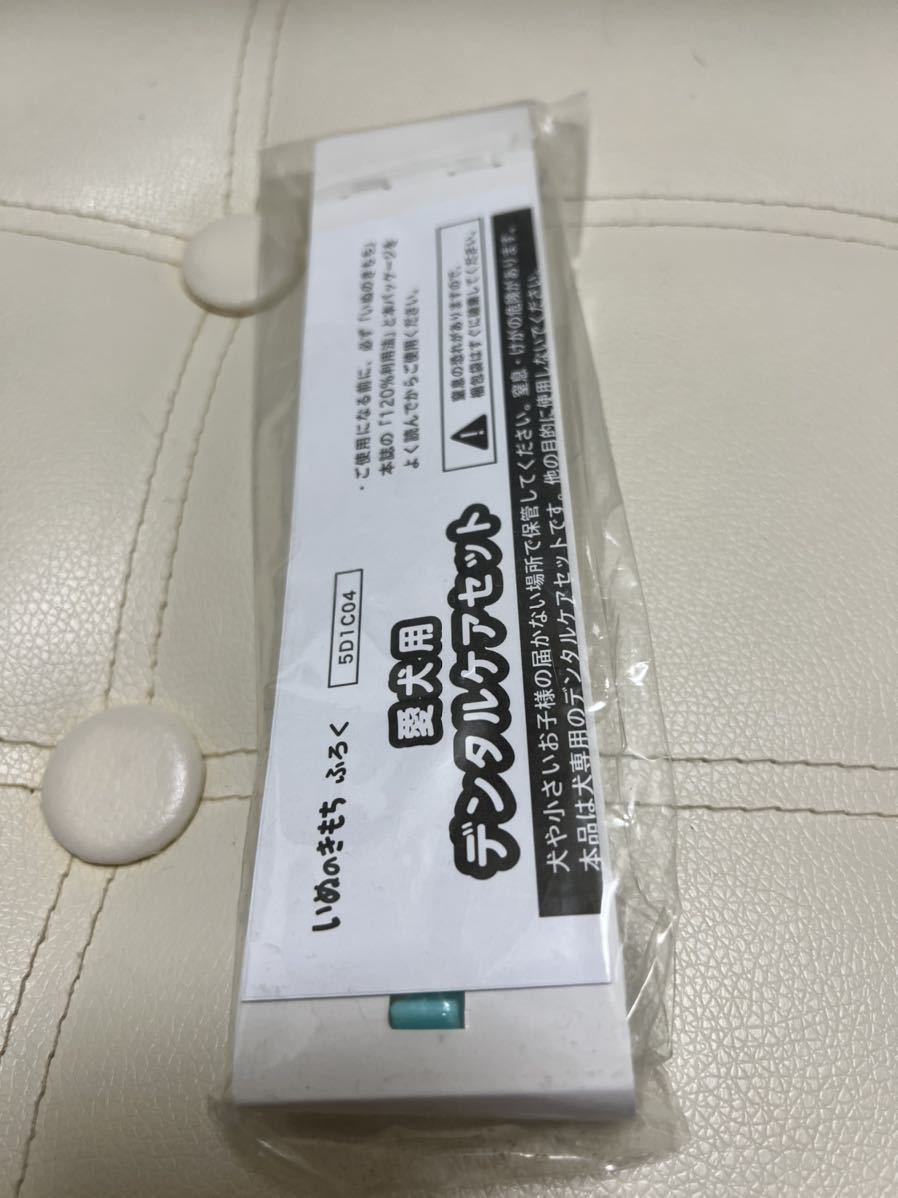 いぬのきもち ふろく
5D1C04
・ご使用になる前に、必ず「いぬのきもち」
本誌の「120%利用法」と本パッケージを
よく読んでからご使用ください。
愛犬用
デンタルケアセット
窒息の恐れがありますので、
梱包袋はすぐに破棄してください。
犬や小さいお子様の届かない場所で保管してください。窒息・けがの危険があります。
本品は犬専用のデンタルケアセットです。他の目的に使用しないでください。